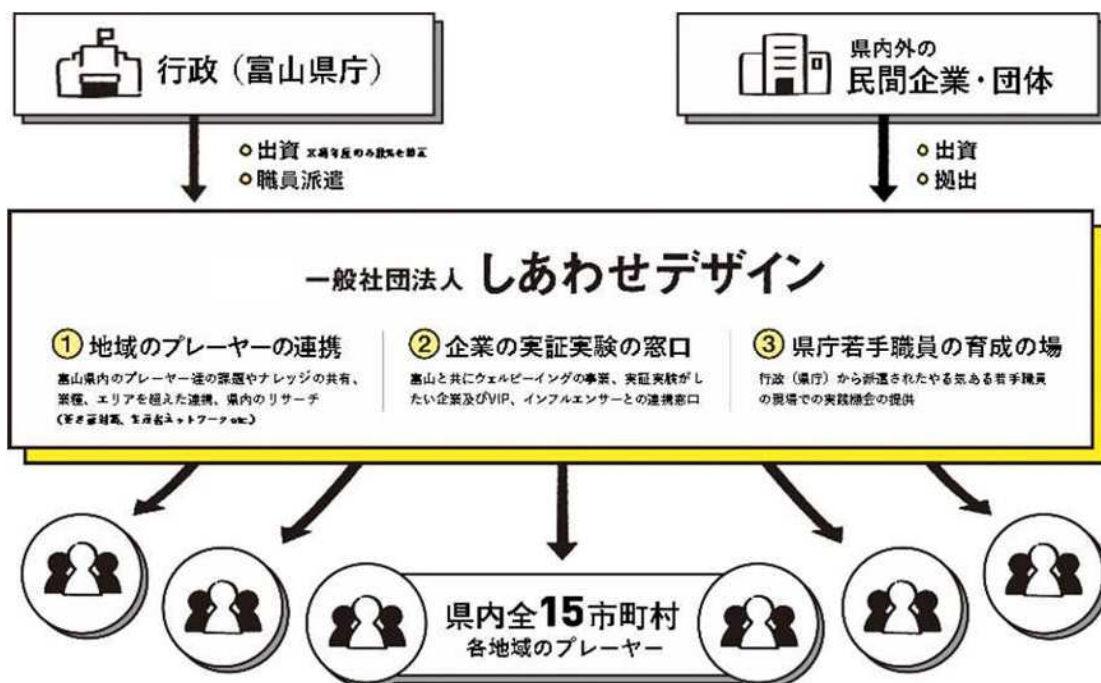 行政（富山県庁）
県内外の
民間企業・団体
出資
職員派遣
出資
拠出
一般社団法人 しあわせデザイン
1 地域のプレーヤーの連携
富山県内のプレーヤー達の課題やナレッジの共有、
業種、エリアを超えた連携、県内のリサーチ
2 企業の実証実験の窓口
富山と共にウェルビーイングの事業、実証実験がし
たい企業及びVIP、インフルエンサーとの連携窓口
3 県庁若手職員の育成の場
行政（県庁）から派遣されたやる気ある若手職員
の現場での実践機会の提供
県内全15市町村
各地域のプレーヤー